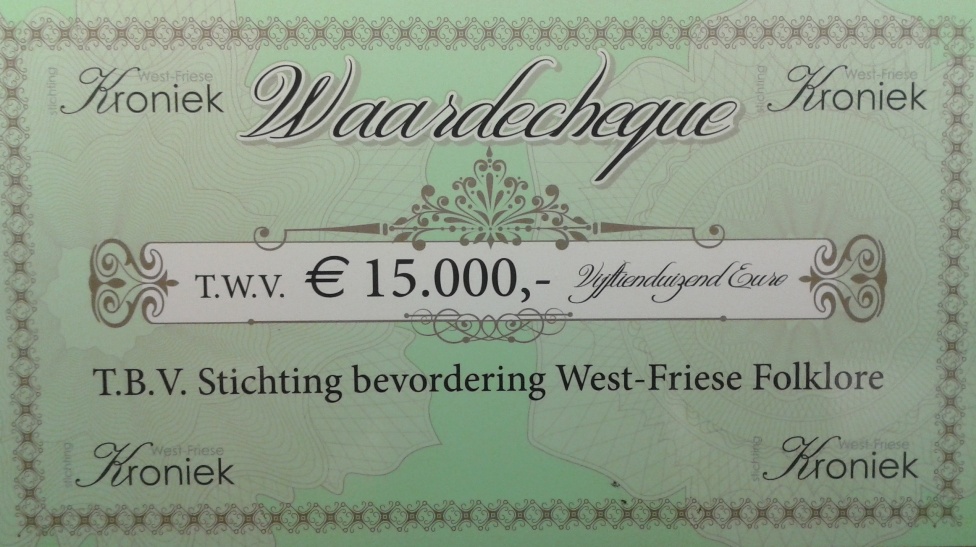 stichting West-Friese Kroniek
Waardecheque
stichting West-Friese Kroniek
T.W.V. € 15.000,- Vijftienduizend Euro
T.B.V. Stichting bevordering West-Friese Folklore
stichting West-Friese Kroniek
stichting West-Friese Kroniek